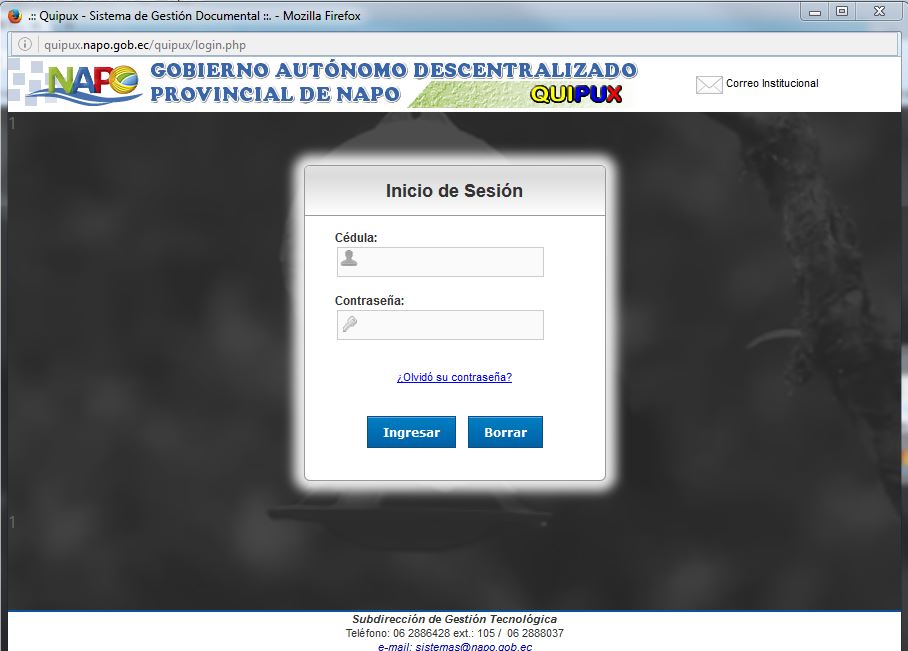 .:: Quipux - Sistema de Gestión Documental ::. - Mozilla Firefox
quipux.napo.gob.ec/quipux/login.php
NAPO
GOBIERNO AUTÓNOMO DESCENTRALIZADO
PROVINCIAL DE NAPO
QUIPUX
Correo Institucional
1
Inicio de Sesión
Cédula:
Contraseña:
¿Olvidó su contraseña?
Ingresar
Borrar
1
Subdirección de Gestión Tecnológica
Teléfono: 06 2886428 ext.: 105 / 06 2888037
e-mail: sistemas@napo.gob.ec